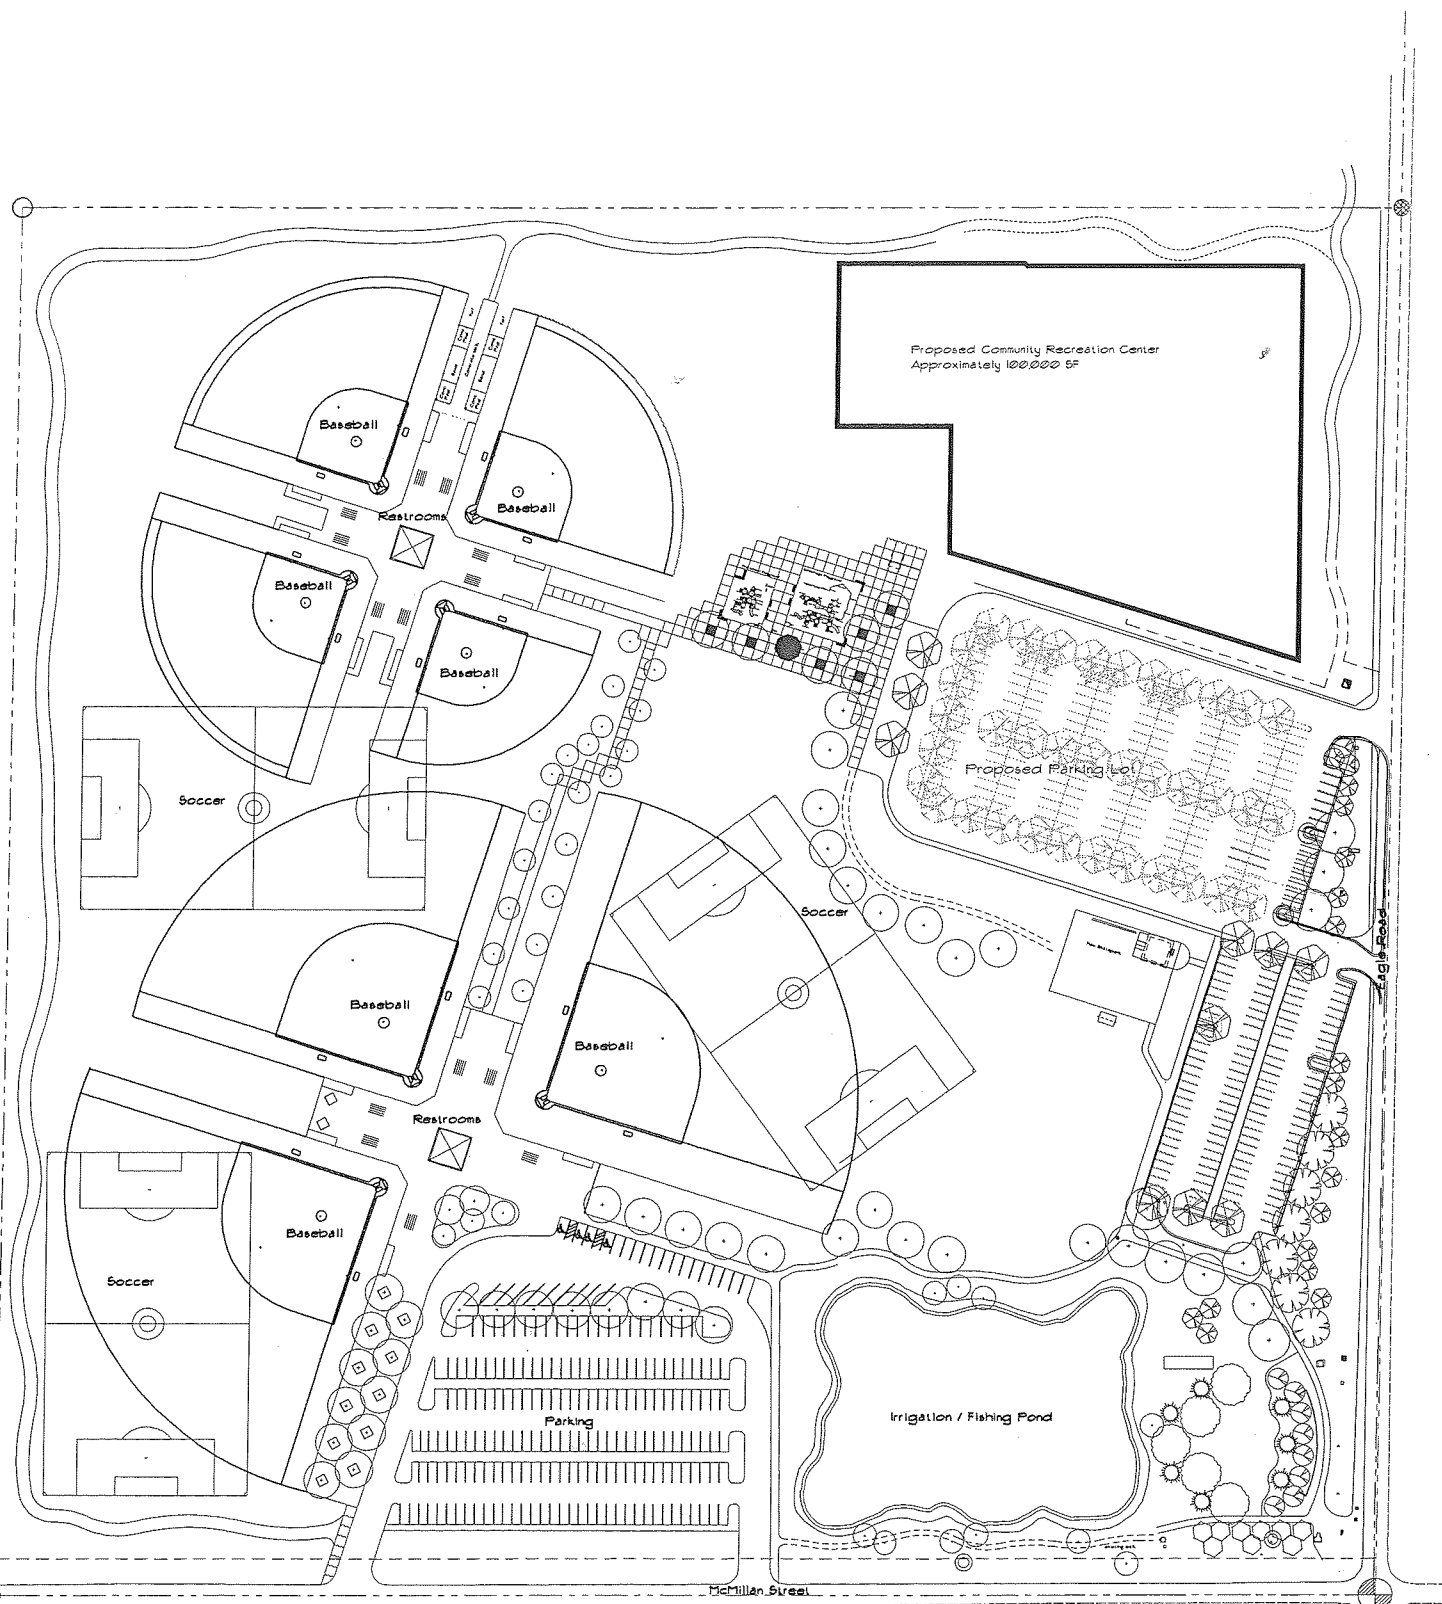 Proposed Community Recreation Center
Approximately 100,000 SF
Baseball
Baseball
Restrooms
Baseball
Baseball
Proposed Parking Lot
Soccer
Soccer
Eagle Road
Baseball
Baseball
Restrooms
Baseball
Soccer
Parking
Irrigation / Fishing Pond
McMillan Street